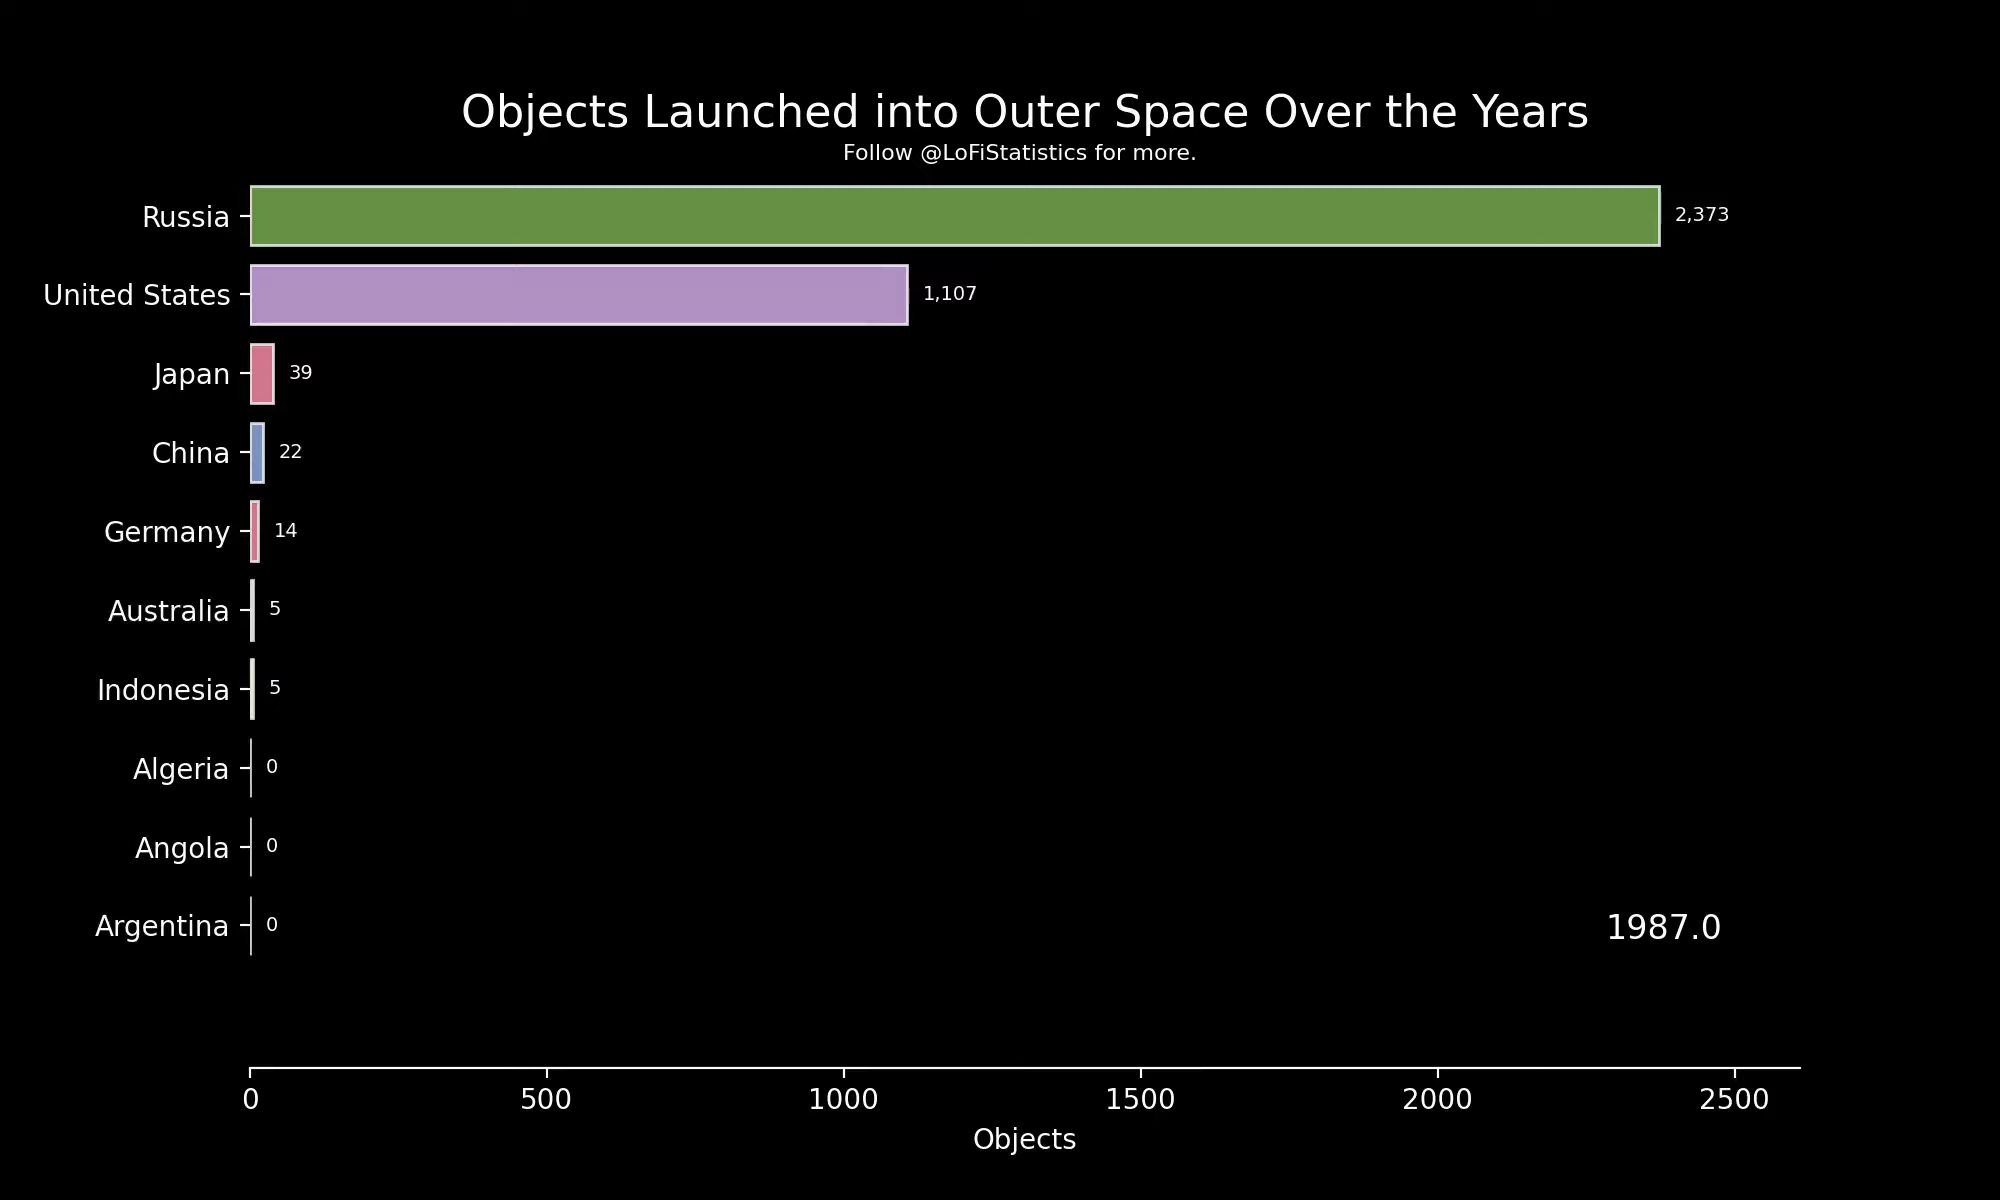 Objects Launched into Outer Space Over the Years
Follow @LoFiStatistics for more.
Russia 2,373
United States 1,107
Japan 39
China 22
Germany 14
Australia 5
Indonesia 5
Algeria 0
Angola 0
Argentina 0
1987.0
0 500 1000 1500 2000 2500
Objects